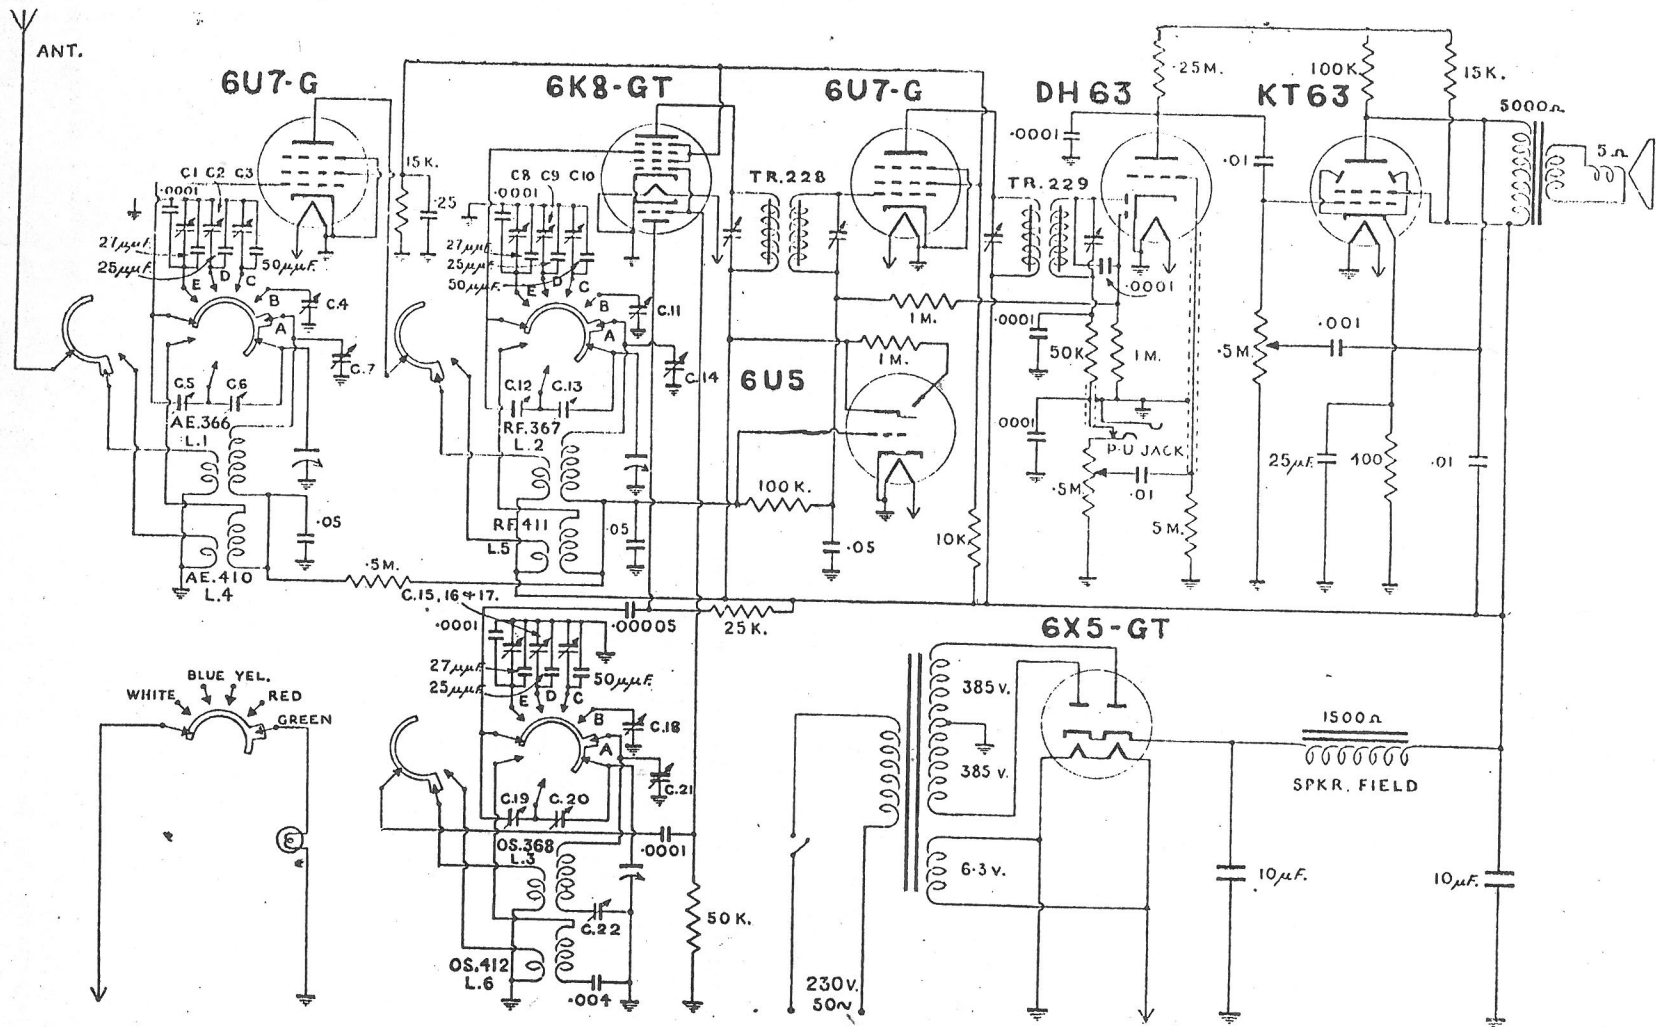 ANT.
6U7-G
6K8-GT
6U7-G
DH63
KT63
.25M.
100K.
15K.
5000Ω
5Ω
.0001
.01
15K.
.25
C1 C2 C3
.0001
C8 C9 C10
.0001
TR.228
TR.229
27µµF.
25µµF.
50µµF.
E
D
C
B
A
C.4
C.7
27µµF.
25µµF.
50µµF.
E
D
C
B
A
C.11
C.14
.0001
1M.
1M.
.0001
50K
1M.
.5M.
.001
6U5
C.5
C.6
AE.366
L.1
C.12
C.13
RF.367
L.2
.0001
P.U JACK
.01
.5M.
5M.
25µF.
400
.01
100K.
.05
10K.
.05
AE.410
L.4
RF.411
L.5
.05
.5M.
C.15, 16 & 17.
.00005
25K.
6X5-GT
.0001
27µµF.
25µµF.
50µµF.
E
D
C
B
A
C.18
C.21
C.19
C.20
OS.368
L.3
.0001
C.22
50K.
OS.412
L.6
.004
BLUE YEL.
WHITE
RED
GREEN
385 v.
385 v.
6.3 v.
230 v.
50~
1500Ω
SPKR. FIELD
10µF.
10µF.